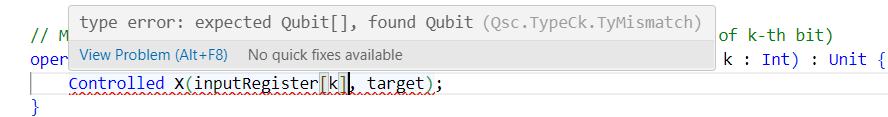 type error: expected Qubit[], found Qubit (Qsc.TypeCk.TyMismatch)
// M of k-th bit)
View Problem (Alt+F8) No quick fixes available
oper k : Int) : Unit {
Controlled X(inputRegister[k], target);
}